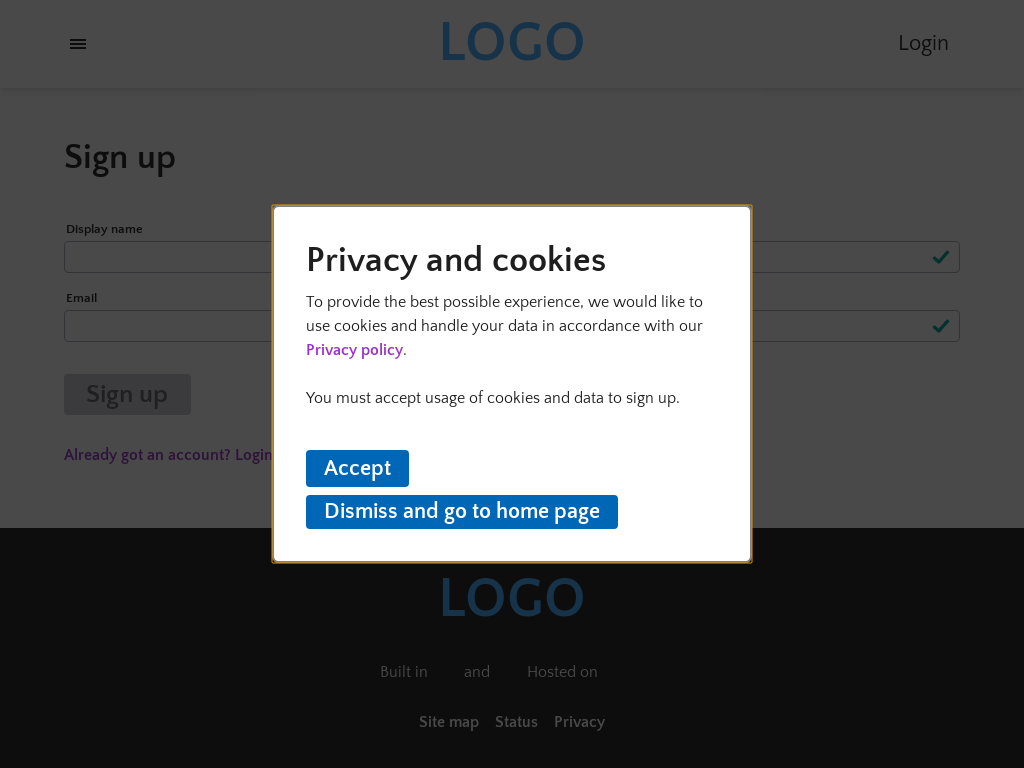 LOGO
Login
Sign up
Display name
Email
Sign up
Already got an account? Login
Privacy and cookies
To provide the best possible experience, we would like to
use cookies and handle your data in accordance with our
Privacy policy.
You must accept usage of cookies and data to sign up.
Accept
Dismiss and go to home page
LOGO
Built in and Hosted on
Site map Status Privacy